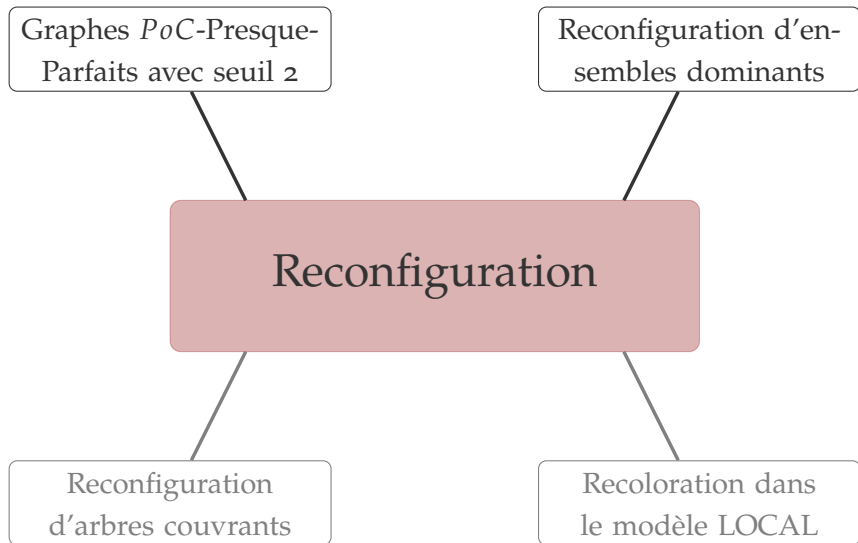 Graphes PoC-Presque-
Parfaits avec seuil 2
Reconfiguration d'en-
sembles dominants
Reconfiguration
Reconfiguration
d'arbres couvrants
Recoloration dans
le modèle LOCAL